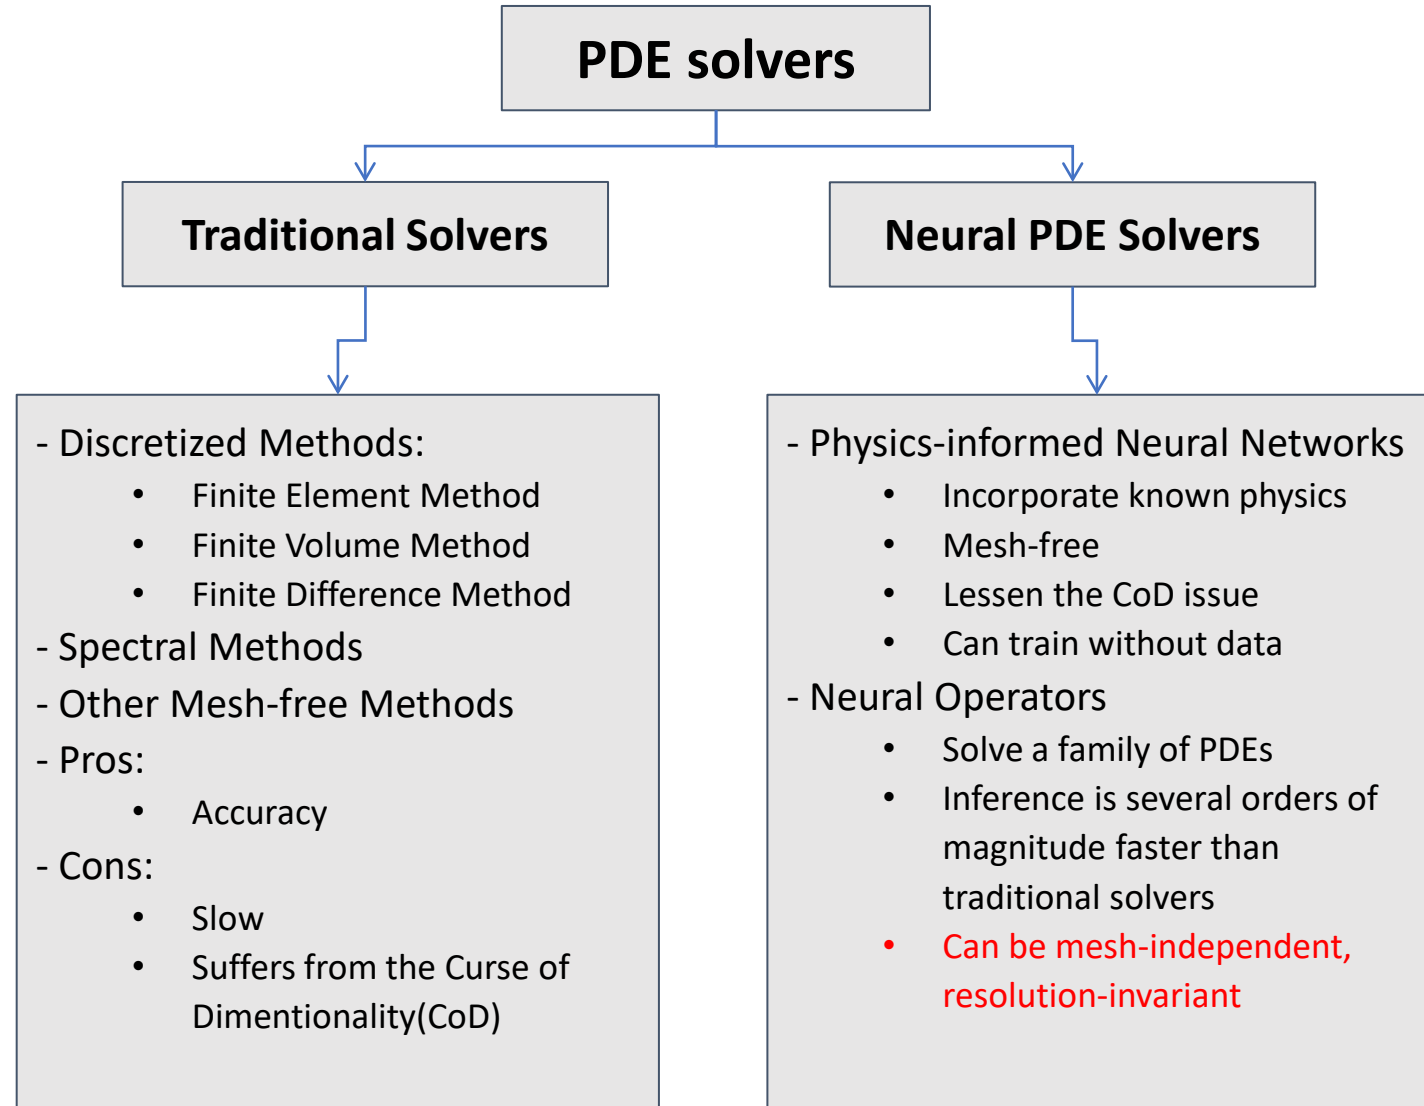 PDE solvers
Traditional Solvers
Neural PDE Solvers
- Discretized Methods:
• Finite Element Method
• Finite Volume Method
• Finite Difference Method
- Spectral Methods
- Other Mesh-free Methods
- Pros:
• Accuracy
- Cons:
• Slow
• Suffers from the Curse of
Dimentionality(CoD)
- Physics-informed Neural Networks
• Incorporate known physics
• Mesh-free
• Lessen the CoD issue
• Can train without data
- Neural Operators
• Solve a family of PDEs
• Inference is several orders of
magnitude faster than
traditional solvers
• Can be mesh-independent,
resolution-invariant